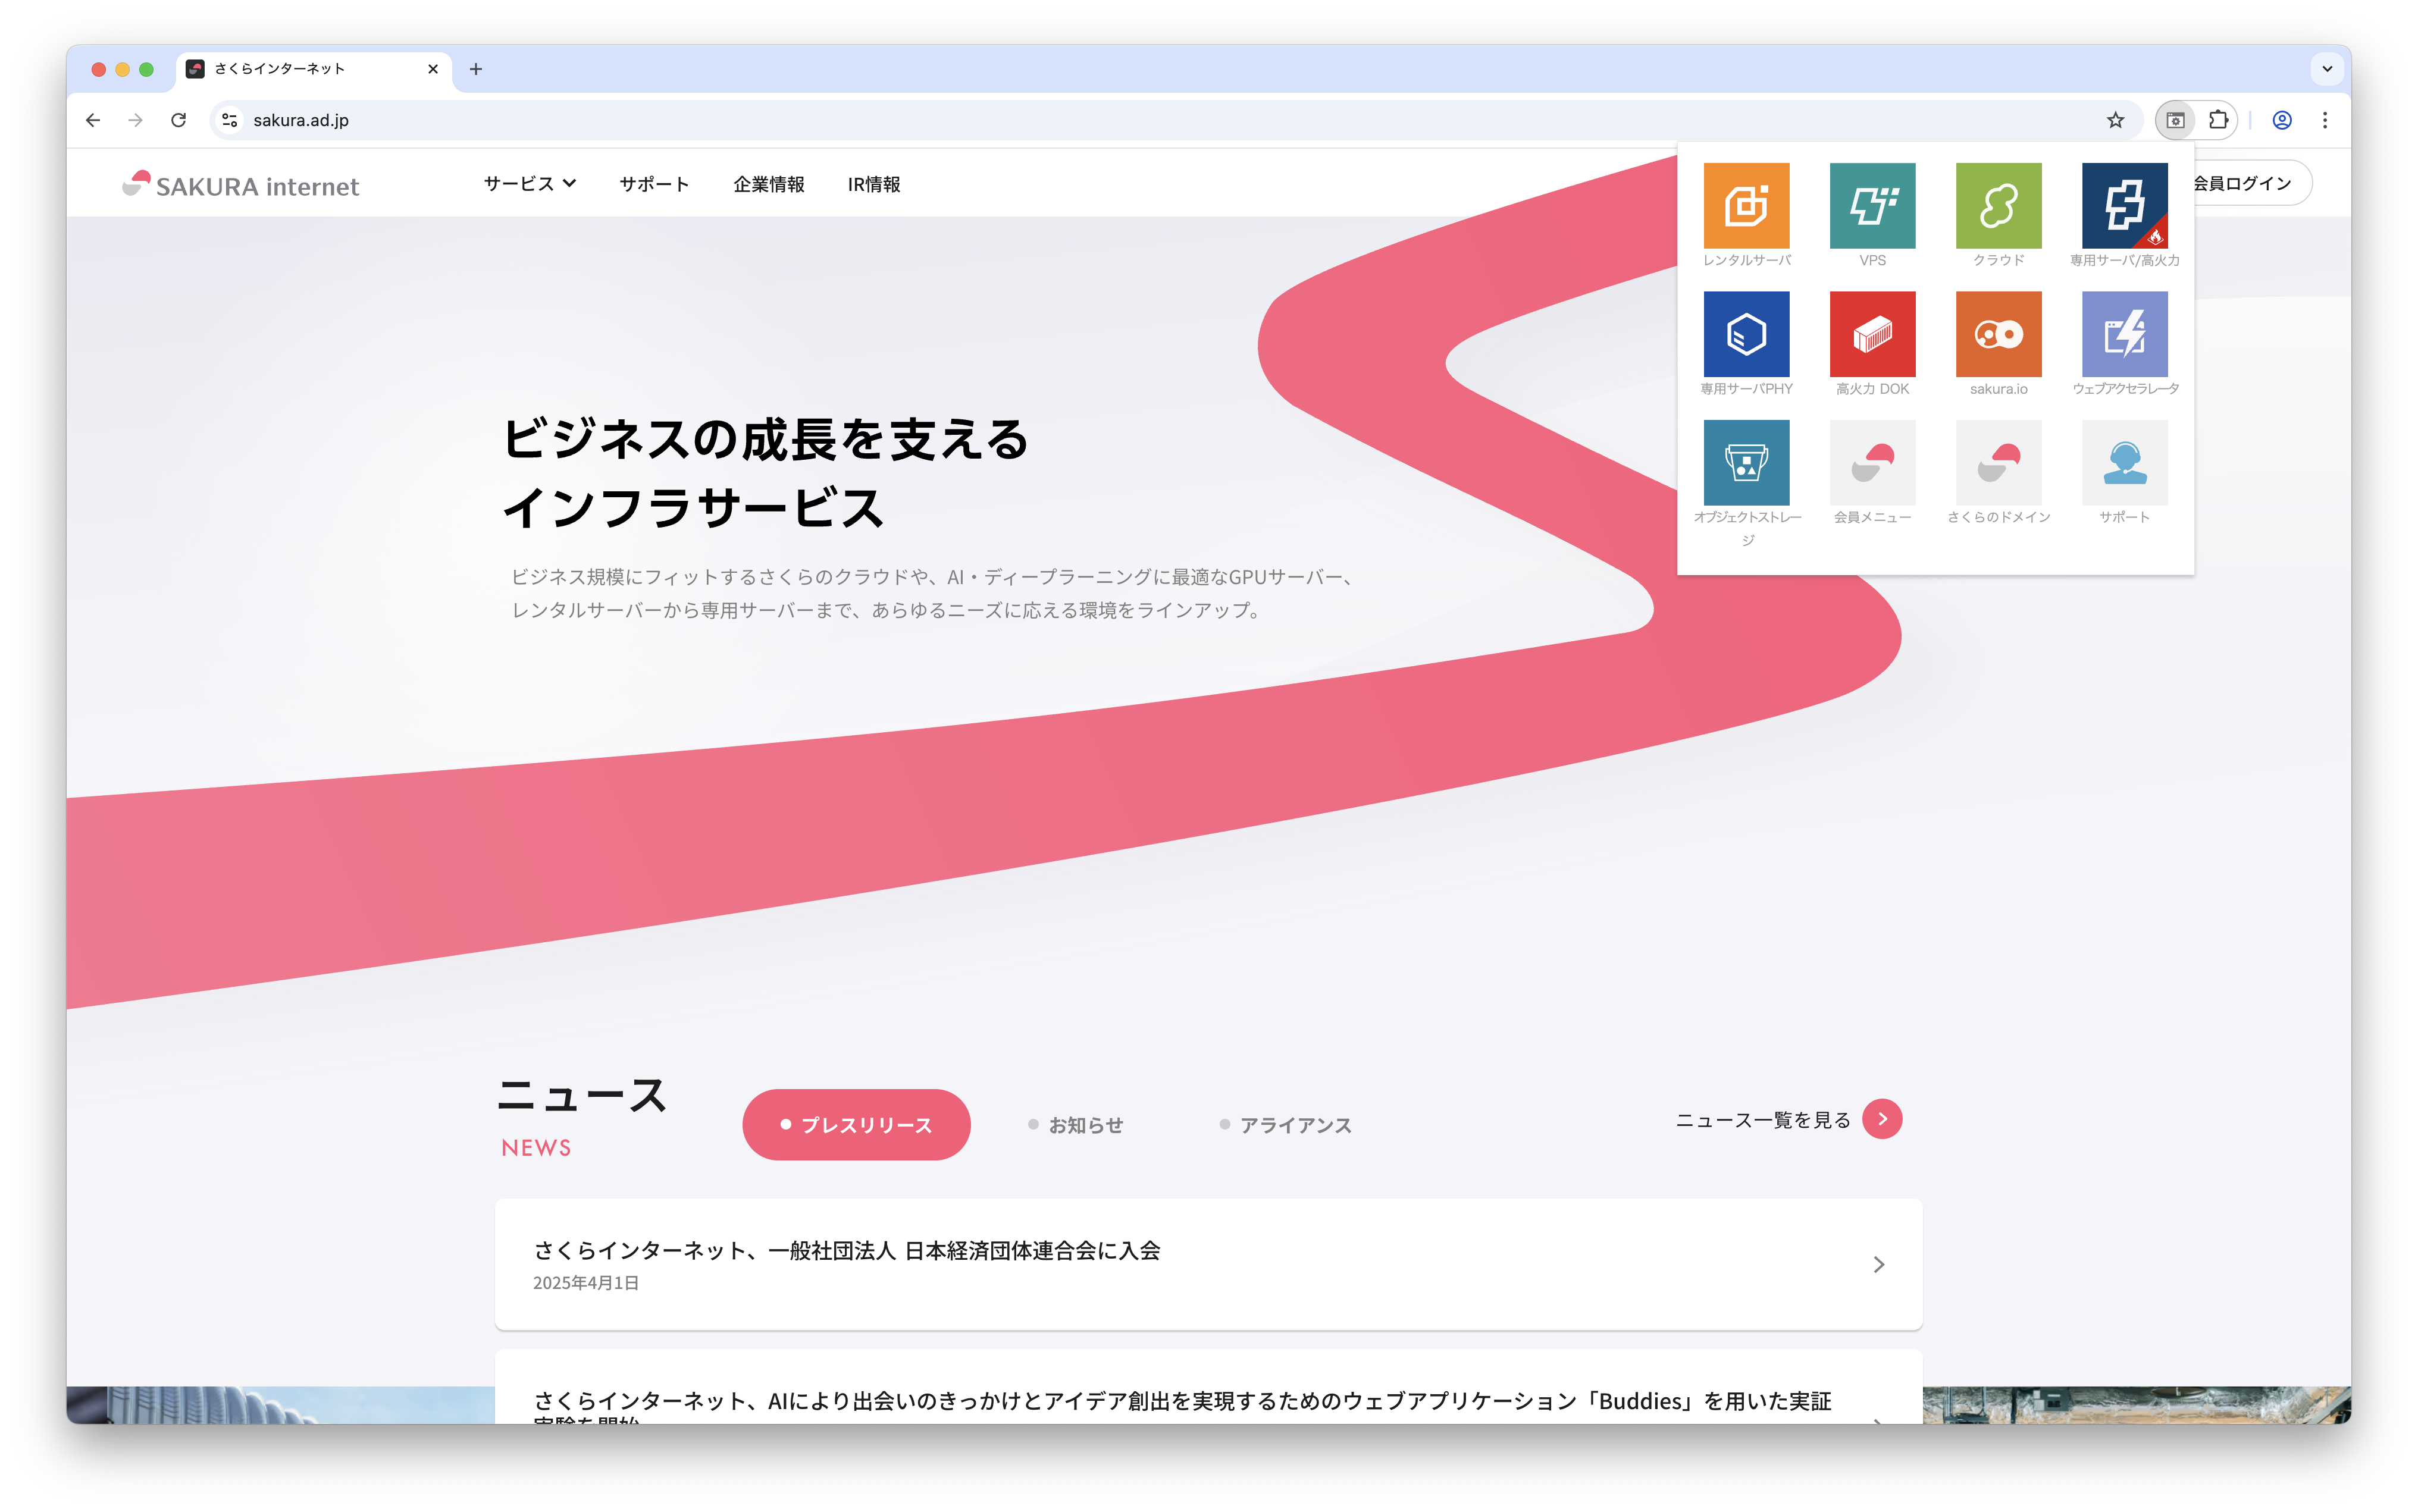 さくらインターネット
sakura.ad.jp
SAKURA internet
サービス
サポート
企業情報
IR情報
会員ログイン
レンタルサーバ
VPS
クラウド
専用サーバ/高火力
専用サーバPHY
高火力 DOK
sakura.io
ウェブアクセラレータ
オブジェクトストレー
ジ
会員メニュー
さくらのドメイン
サポート
ビジネスの成長を支える
インフラサービス
ビジネス規模にフィットするさくらのクラウドや、AI・ディープラーニングに最適なGPUサーバー、
レンタルサーバーから専用サーバーまで、あらゆるニーズに応える環境をラインアップ。
ニュース
NEWS
プレスリリース
お知らせ
アライアンス
ニュース一覧を見る
さくらインターネット、一般社団法人 日本経済団体連合会に入会
2025年4月1日
さくらインターネット、AIにより出会いのきっかけとアイデア創出を実現するためのウェブアプリケーション「Buddies」を用いた実証